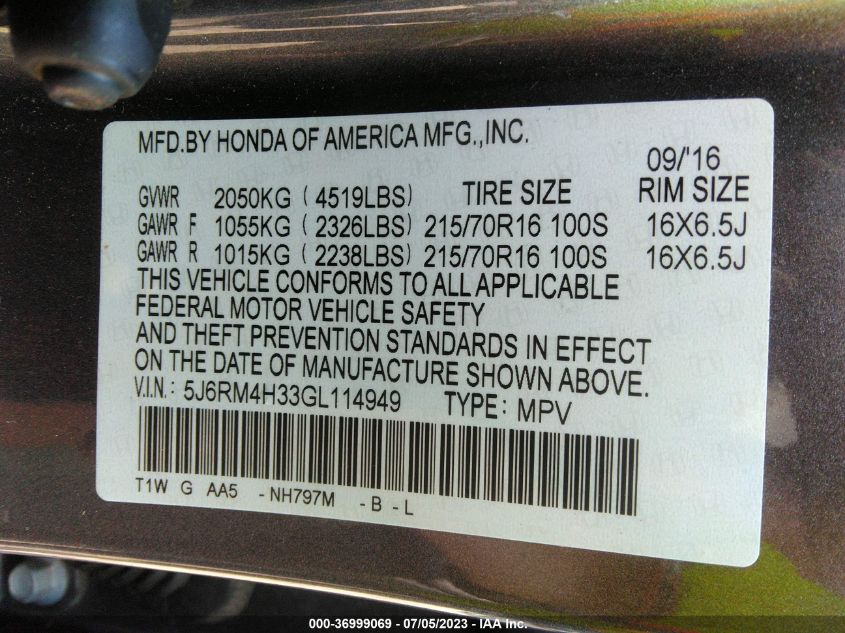 MFD.BY HONDA OF AMERICA MFG.,INC.
09/'16
GVWR 2050KG ( 4519LBS) TIRE SIZE RIM SIZE
GAWR F 1055KG ( 2326LBS) 215/70R16 100S 16X6.5J
GAWR R 1015KG ( 2238LBS) 215/70R16 100S 16X6.5J
THIS VEHICLE CONFORMS TO ALL APPLICABLE
FEDERAL MOTOR VEHICLE SAFETY
AND THEFT PREVENTION STANDARDS IN EFFECT
ON THE DATE OF MANUFACTURE SHOWN ABOVE.
V.I.N.: 5J6RM4H33GL114949 TYPE: MPV
T1W G AA5 -NH797M -B-L
000-36999069 / 07/05/2023 - IAA Inc.